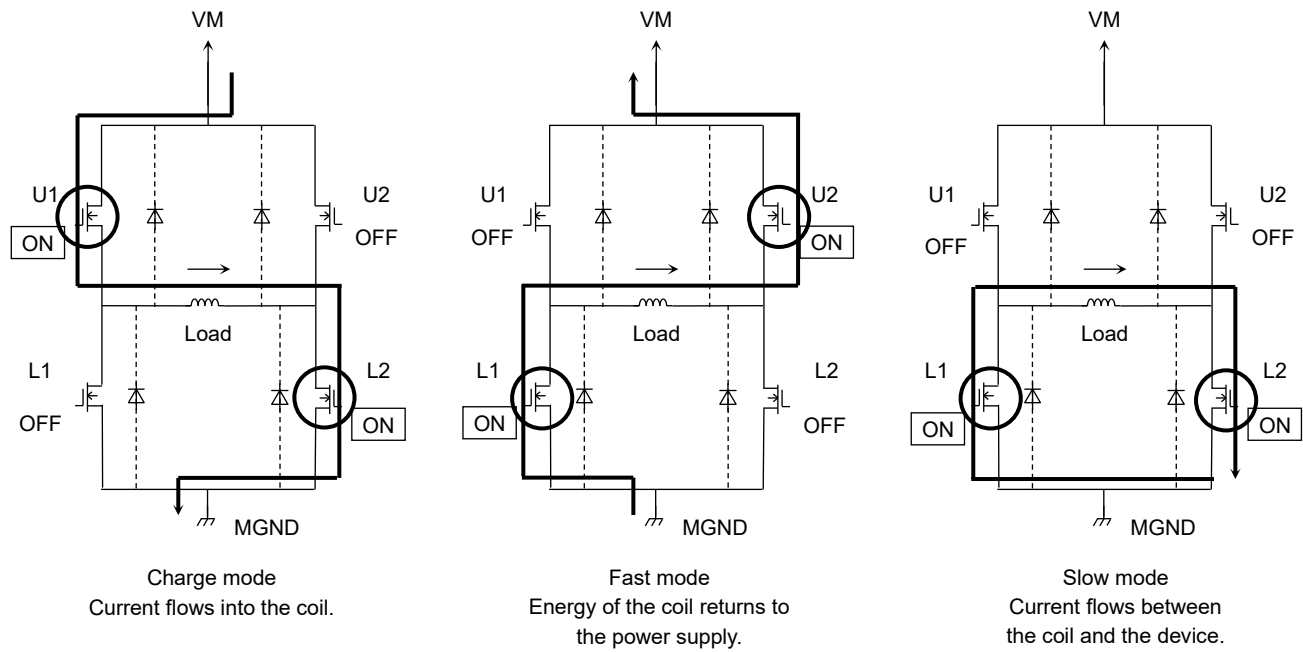 VM
U1
ON
U2
OFF
Load
L1
OFF
L2
ON
MGND
Charge mode
Current flows into the coil.
VM
U1
OFF
U2
ON
Load
L1
ON
L2
OFF
MGND
Fast mode
Energy of the coil returns to
the power supply.
VM
U1
OFF
U2
OFF
Load
L1
ON
L2
ON
MGND
Slow mode
Current flows between
the coil and the device.